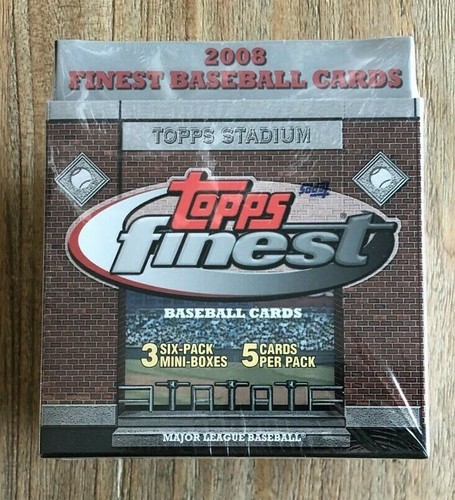 2008
FINEST BASEBALL CARDS
TOPPS STADIUM
topps
topps
finest
BASEBALL CARDS
3 SIX-PACK MINI-BOXES 5 CARDS PER PACK
MAJOR LEAGUE BASEBALL®